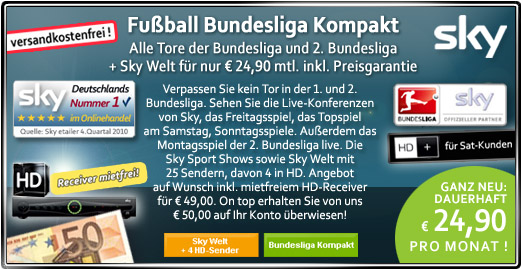 versandkostenfrei !
Fußball Bundesliga Kompakt
Alle Tore der Bundesliga und 2. Bundesliga
+ Sky Welt für nur € 24,90 mtl. inkl. Preisgarantie
sky
sky
Deutschlands
Nummer 1
im Onlinehandel
Quelle: Sky etailer 4.Quartal 2010
Verpassen Sie kein Tor in der 1. und 2.
Bundesliga. Sehen Sie die Live-Konferenzen
von Sky, das Freitagsspiel, das Topspiel
am Samstag, Sonntagsspiele. Außerdem das
Montagsspiel der 2. Bundesliga live. Die
Sky Sport Shows sowie Sky Welt mit
25 Sendern, davon 4 in HD. Angebot
auf Wunsch inkl. mietfreiem HD-Receiver
für € 49,00. On top erhalten Sie von uns
€ 50,00 auf Ihr Konto überwiesen!
BUNDESLIGA
sky
OFFIZIELLER PARTNER
HD + für Sat-Kunden
HD
Receiver mietfrei!
50
GANZ NEU:
DAUERHAFT
€ 24,90
PRO MONAT !
Sky Welt
+ 4 HD-Sender
Bundesliga Kompakt